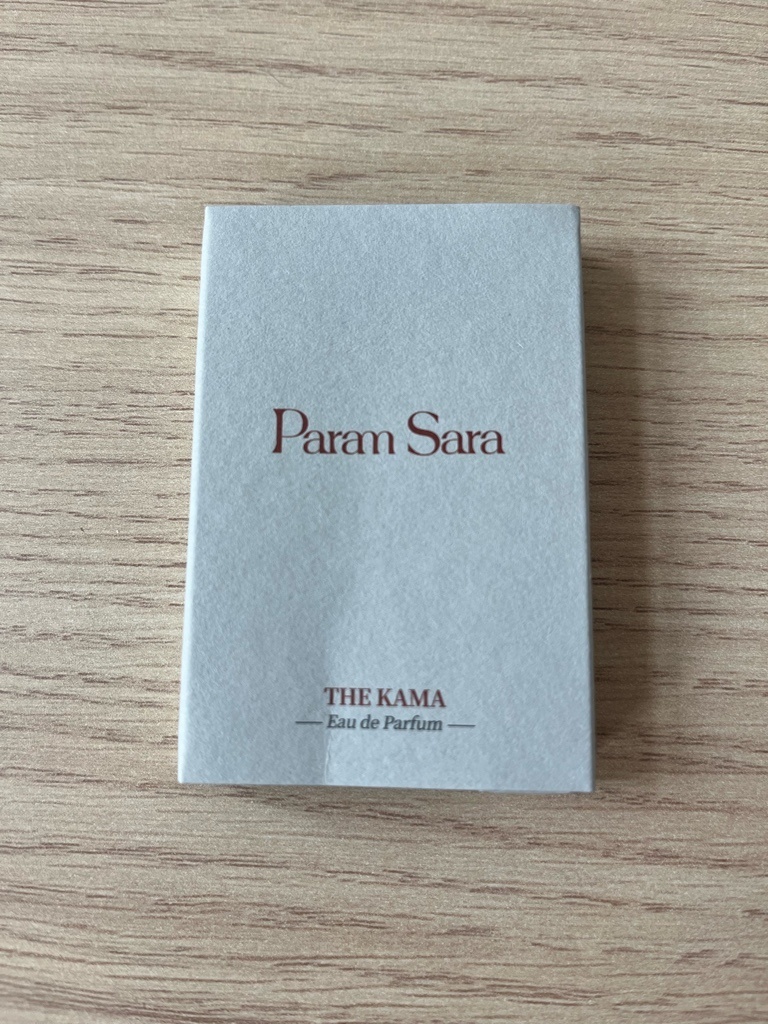 Param Sara
THE KAMA
— Eau de Parfum —